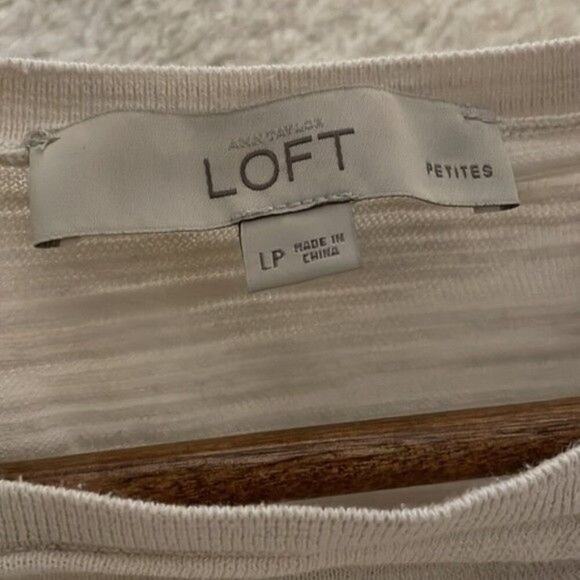 ANN TAYLOR
LOFT
PETITES
LP MADE IN
CHINA